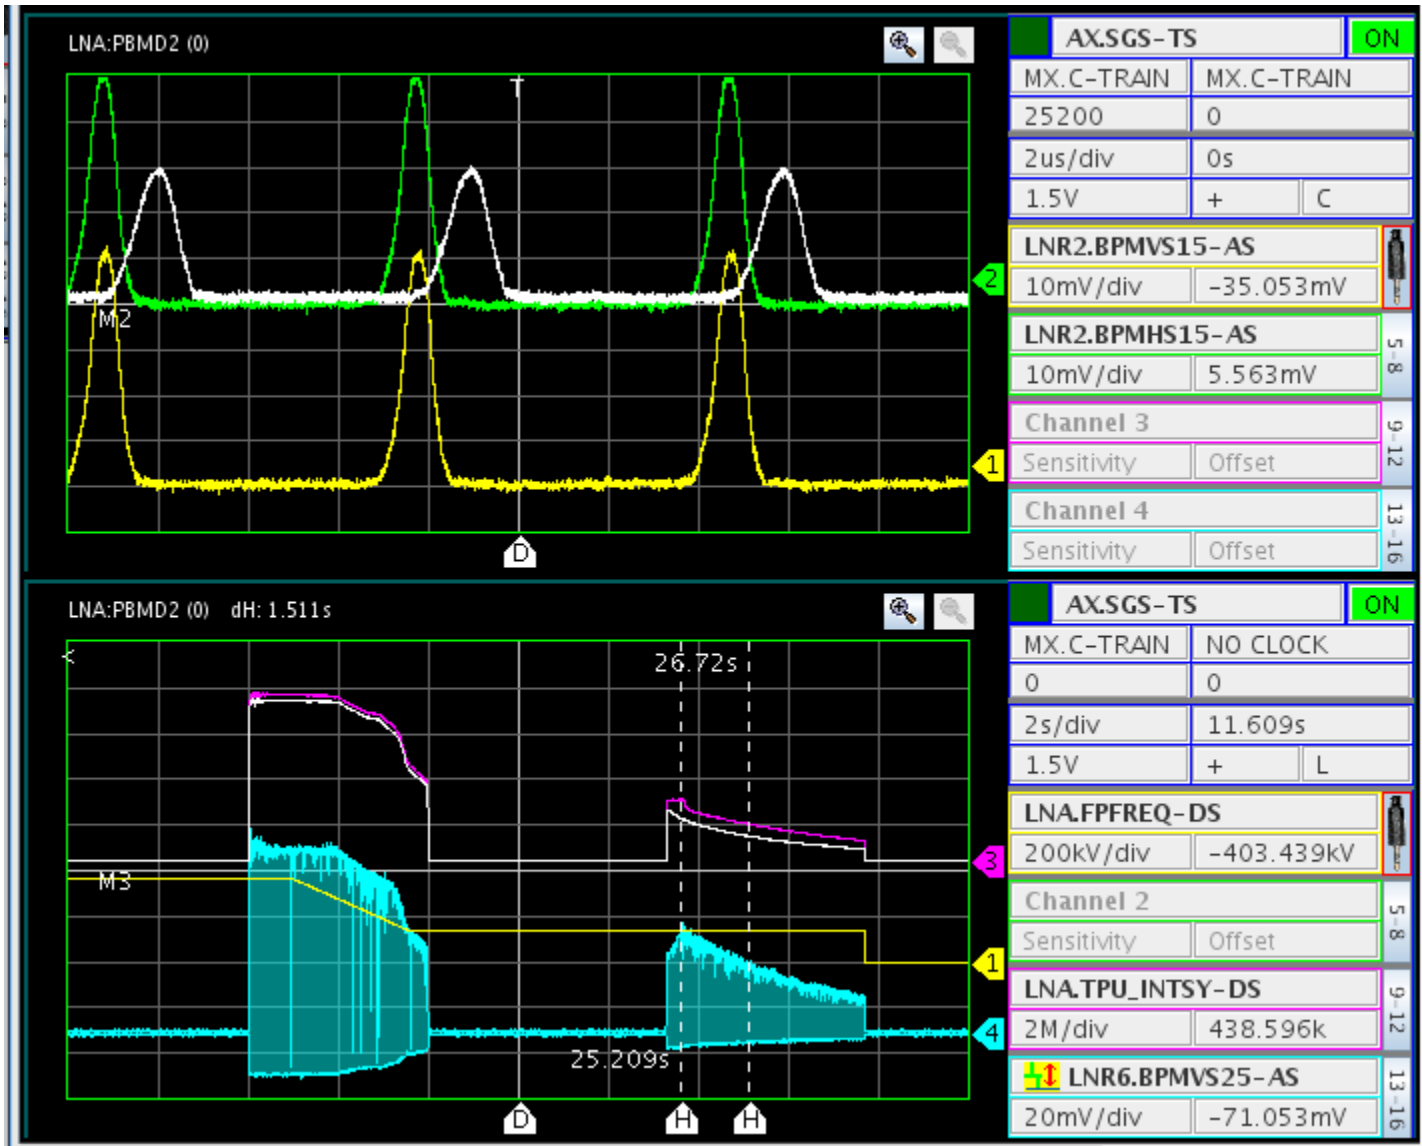 LNA:PBMD2 (0)
T
M2
2
1
D
AX.SGS-TS
ON
MX.C-TRAIN
MX.C-TRAIN
25200
0
2us/div
0s
1.5V
+
C
LNR2.BPMVS15-AS
10mV/div
-35.053mV
LNR2.BPMHS15-AS
10mV/div
5.563mV
5-8
Channel 3
Sensitivity
Offset
9-12
Channel 4
Sensitivity
Offset
13-16
LNA:PBMD2 (0) dH: 1.511s
<
26.72s
M3
3
1
4
25.209s
D
H
H
AX.SGS-TS
ON
MX.C-TRAIN
NO CLOCK
0
0
2s/div
11.609s
1.5V
+
L
LNA.FPFREQ-DS
200kV/div
-403.439kV
Channel 2
Sensitivity
Offset
5-8
LNA.TPU_INTSY-DS
2M/div
438.596k
9-12
LNR6.BPMVS25-AS
20mV/div
-71.053mV
13-16